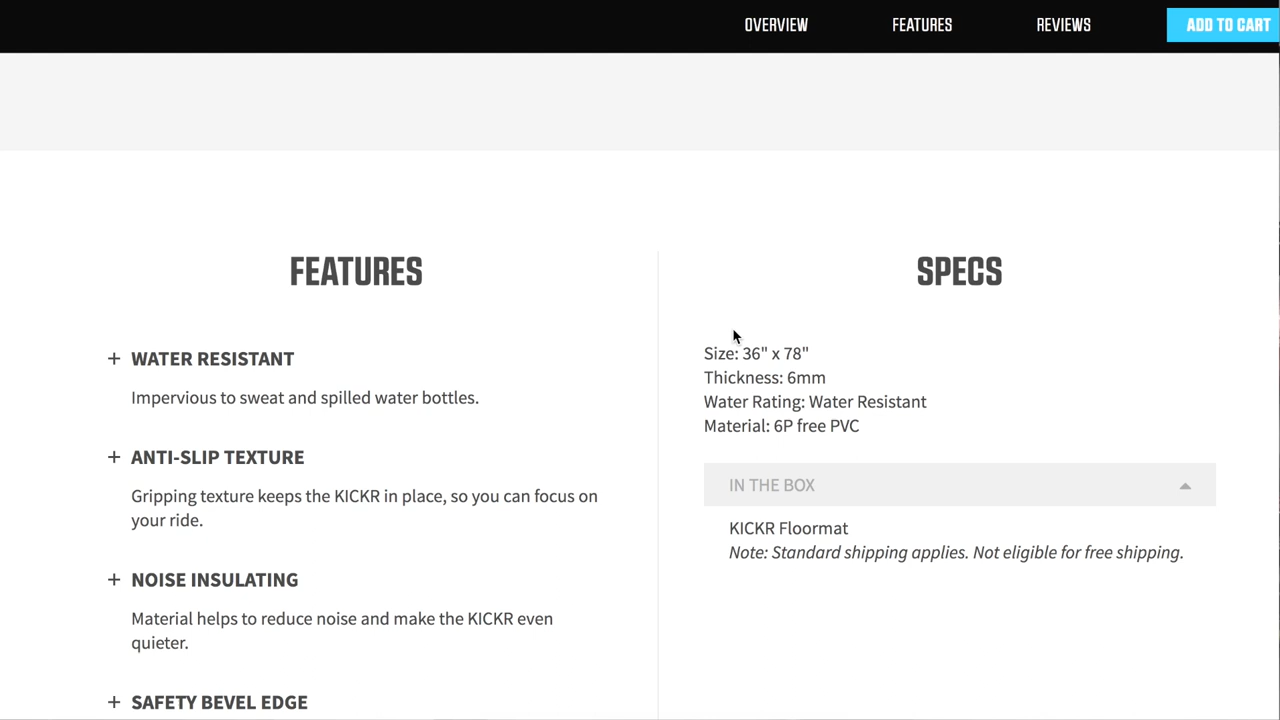 OVERVIEW FEATURES REVIEWS ADD TO CART
FEATURES
+ WATER RESISTANT
Impervious to sweat and spilled water bottles.
+ ANTI-SLIP TEXTURE
Gripping texture keeps the KICKR in place, so you can focus on
your ride.
+ NOISE INSULATING
Material helps to reduce noise and make the KICKR even
quieter.
+ SAFETY BEVEL EDGE
SPECS
Size: 36" x 78"
Thickness: 6mm
Water Rating: Water Resistant
Material: 6P free PVC
IN THE BOX
KICKR Floormat
Note: Standard shipping applies. Not eligible for free shipping.